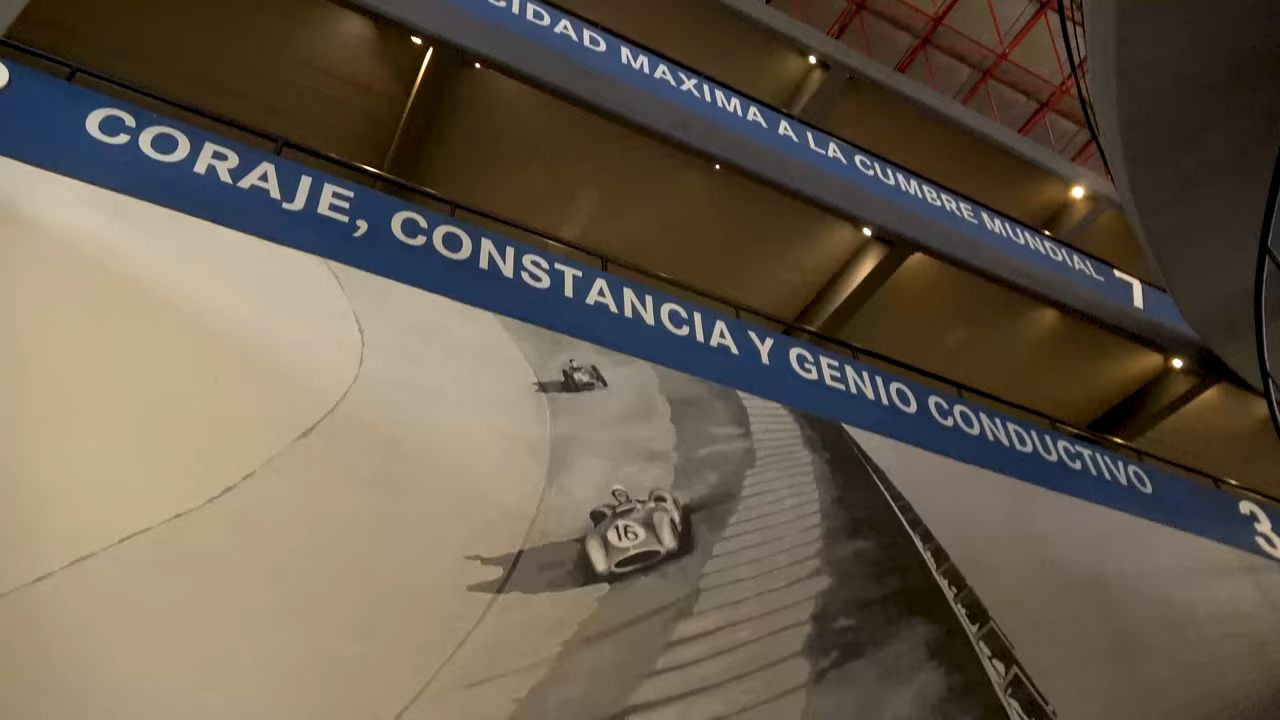 CIDAD MAXIMA A LA CUMBRE MUNDIAL 7
CORAJE, CONSTANCIA Y GENIO CONDUCTIVO 3
16